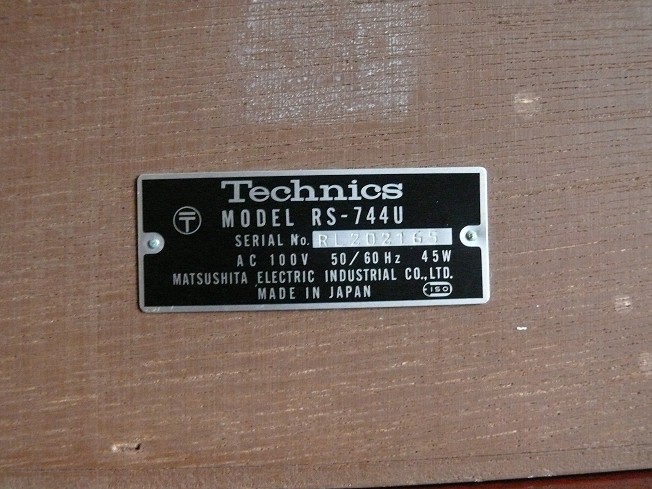 Technics
〒
MODEL RS-744U
SERIAL No. RL202165
AC 100V 50/60Hz 45W
MATSUSHITA ELECTRIC INDUSTRIAL CO.,LTD.
MADE IN JAPAN
ISO